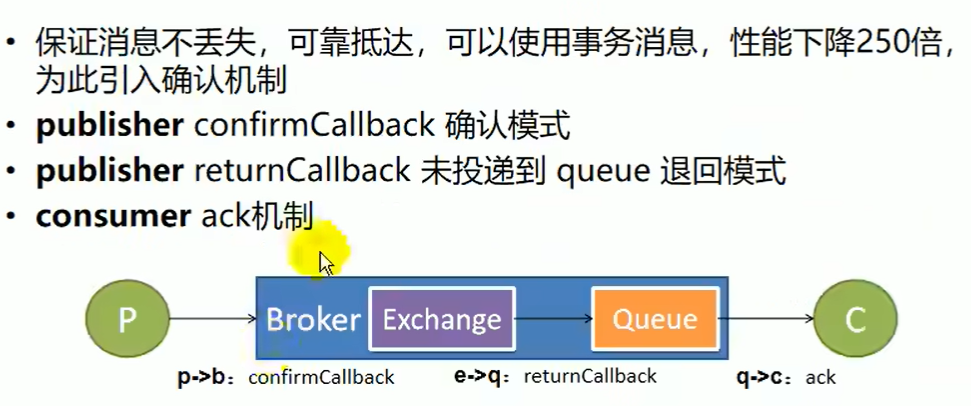 • 保证消息不丢失，可靠抵达，可以使用事务消息，性能下降250倍，
为此引入确认机制
• publisher confirmCallback 确认模式
• publisher returnCallback 未投递到 queue 退回模式
• consumer ack机制
P Broker Exchange Queue C
p->b：confirmCallback e->q：returnCallback q->c：ack